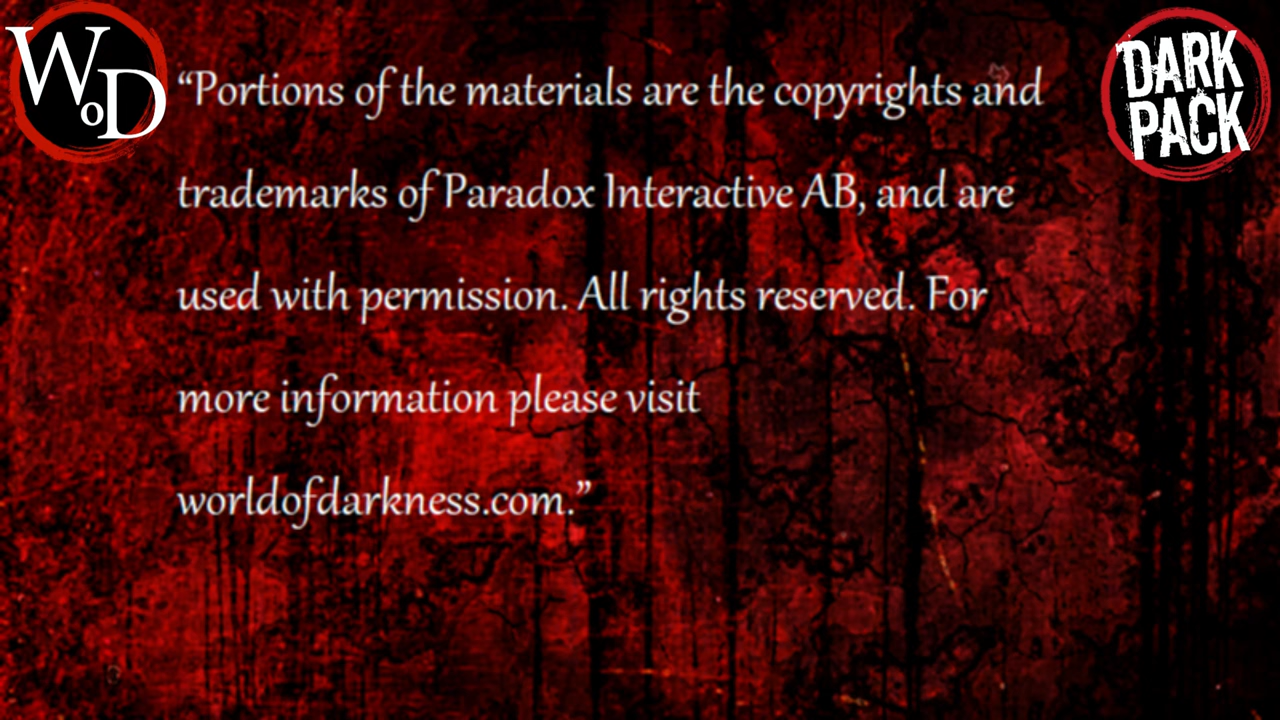 WoD
DARK
PACK
“Portions of the materials are the copyrights and
trademarks of Paradox Interactive AB, and are
used with permission. All rights reserved. For
more information please visit
worldofdarkness.com.”